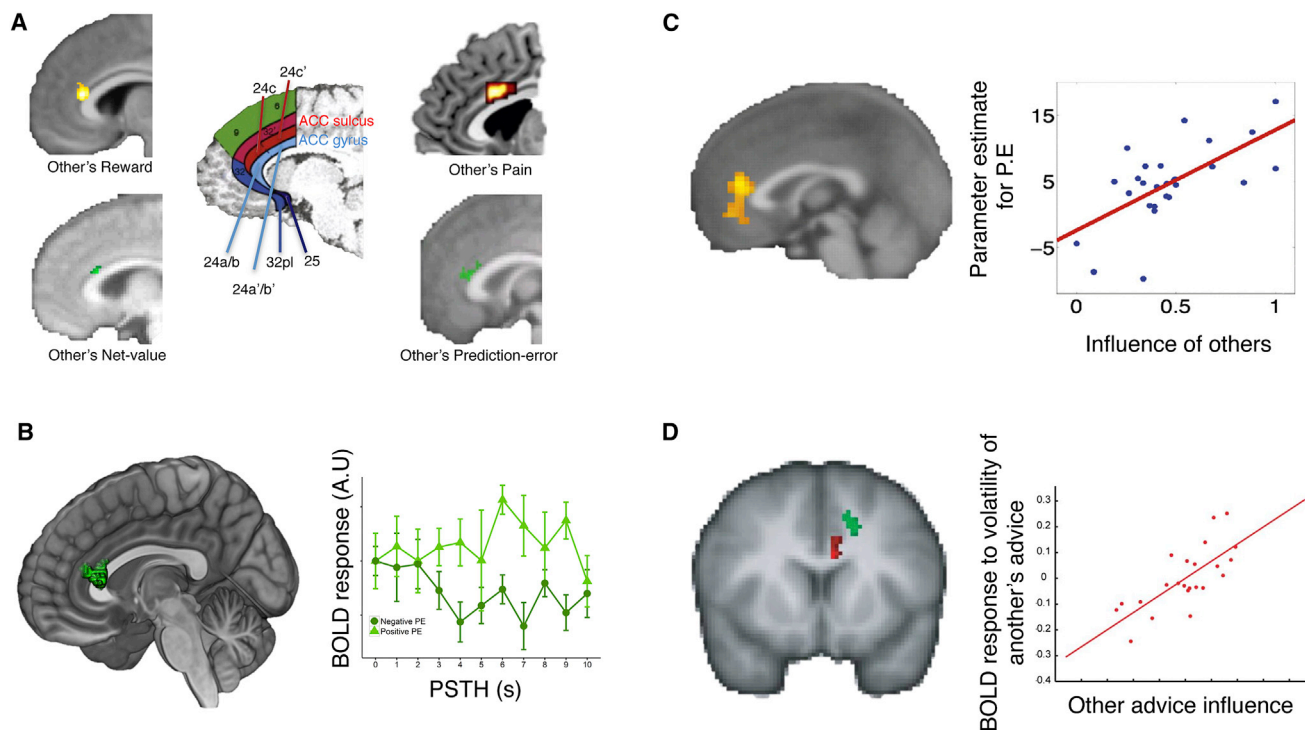 A
Other's Reward
24c'
24c
6
9
32'
ACC sulcus
ACC gyrus
32
24a/b
32pl
25
24a'/b'
Other's Pain
Other's Net-value
Other's Prediction-error
B
BOLD response (A.U)
Negative PE
Positive PE
0 1 2 3 4 5 6 7 8 9 10
PSTH (s)
C
Parameter estimate
for P.E
15
5
−5
0 0.5 1
Influence of others
D
BOLD response to volatility of
another's advice
0.3
0.2
0.1
0
0.1
0.2
0.3
0.4
Other advice influence